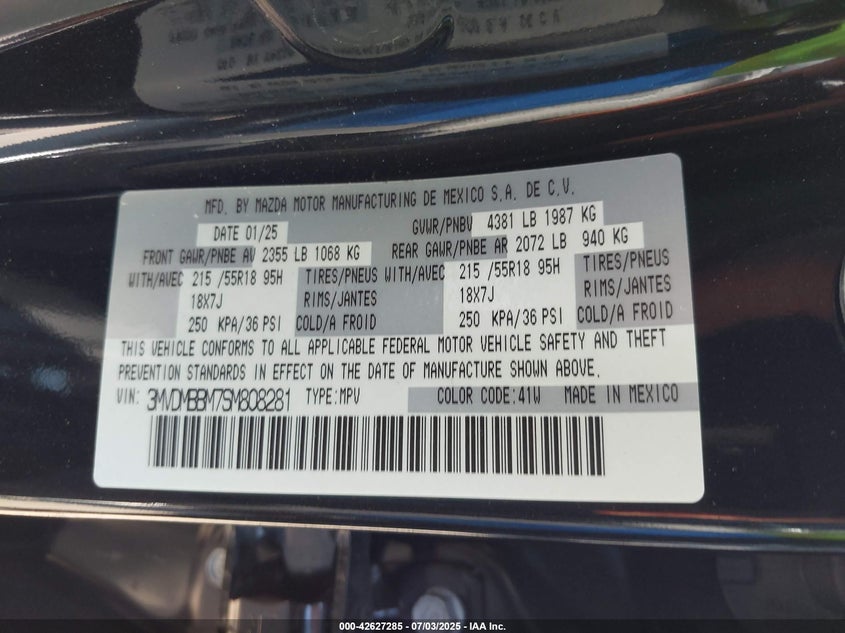 MFD. BY MAZDA MOTOR MANUFACTURING DE MEXICO S.A. DE C.V.
DATE 01/25 GVWR/PNBV 4381 LB 1987 KG
FRONT GAWR/PNBE AV 2355 LB 1068 KG REAR GAWR/PNBE AR 2072 LB 940 KG
WITH/AVEC 215 /55R18 95H TIRES/PNEUS WITH/AVEC 215 /55R18 95H TIRES/PNEUS
18X7J RIMS/JANTES 18X7J RIMS/JANTES
250 KPA/36 PSI COLD/A FROID 250 KPA/36 PSI COLD/A FROID
THIS VEHICLE CONFORMS TO ALL APPLICABLE FEDERAL MOTOR VEHICLE SAFETY AND THEFT
PREVENTION STANDARDS IN EFFECT ON THE DATE OF MANUFACTURE SHOWN ABOVE.
VIN: 3MVDMBBM7SM808281 TYPE:MPV COLOR CODE:41W MADE IN MEXICO
000-42627285 - 07/03/2025 - IAA Inc.